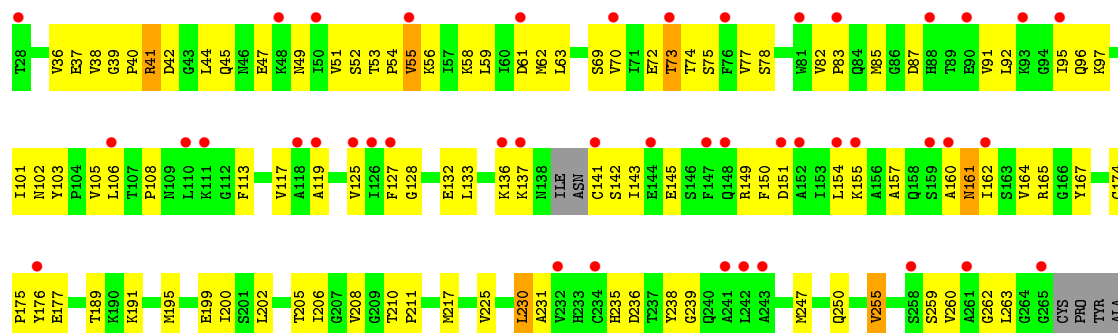 T28 V36 E37 V38 G39 P40 R41 D42 G43 L44 Q45 N46 E47 K48 N49 I50 V51 S52 T53 P54 V55 K56 I57 K58 L59 I60 D61 M62 L63 S69 V70 I71 E72 T73 T74 S75 F76 V77 S78 W81 V82 P83 Q84 M85 G86 D87 H88 T89 E90 V91 L92 K93 G94 I95 Q96 K97
I101 N102 Y103 P104 V105 L106 T107 P108 N109 L110 K111 G112 F113 V117 A118 A119 V125 I126 F127 G128 E132 L133 K136 K137 N138 ILE ASN C141 S142 I143 E144 E145 S146 F147 Q148 R149 F150 D151 A152 I153 L154 K155 A156 A157 Q158 S159 A160 N161 I162 S163 V164 R165 G166 Y167 C174
P175 Y176 E177 T189 K190 K191 M195 E199 I200 S201 L202 T205 I206 G207 V208 G209 T210 P211 M217 V225 L230 A231 V232 H233 C234 H235 D236 T237 Y238 G239 Q240 A241 L242 A243 M247 Q250 V255 S258 S259 V260 A261 G262 L263 G264 G265 CYS PRO TYR ALA